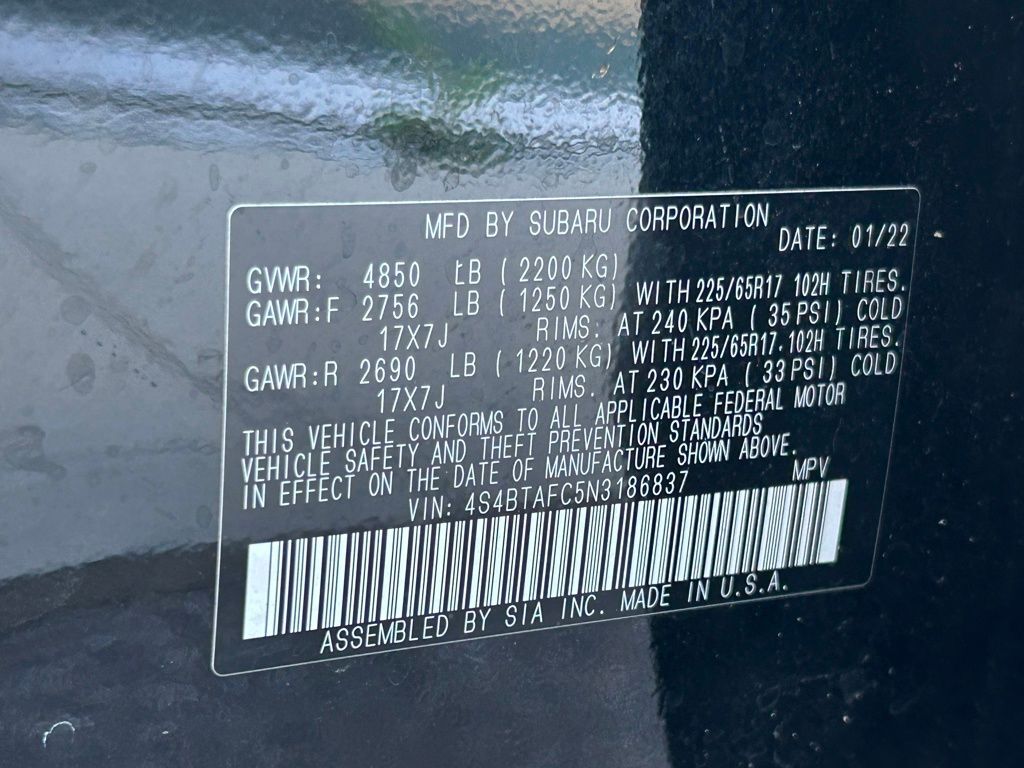 MFD BY SUBARU CORPORATION
DATE: 01/22
GVWR: 4850 LB ( 2200 KG)
GAWR:F 2756 LB ( 1250 KG) WITH 225/65R17 102H TIRES.
17X7J RIMS. AT 240 KPA ( 35 PSI) COLD
GAWR:R 2690 LB ( 1220 KG) WITH 225/65R17 102H TIRES.
17X7J RIMS. AT 230 KPA ( 33 PSI) COLD
THIS VEHICLE CONFORMS TO ALL APPLICABLE FEDERAL MOTOR
VEHICLE SAFETY AND THEFT PREVENTION STANDARDS
IN EFFECT ON THE DATE OF MANUFACTURE SHOWN ABOVE.
VIN: 4S4BTAFC5N3186837 MPV
ASSEMBLED BY SIA INC. MADE IN U.S.A.